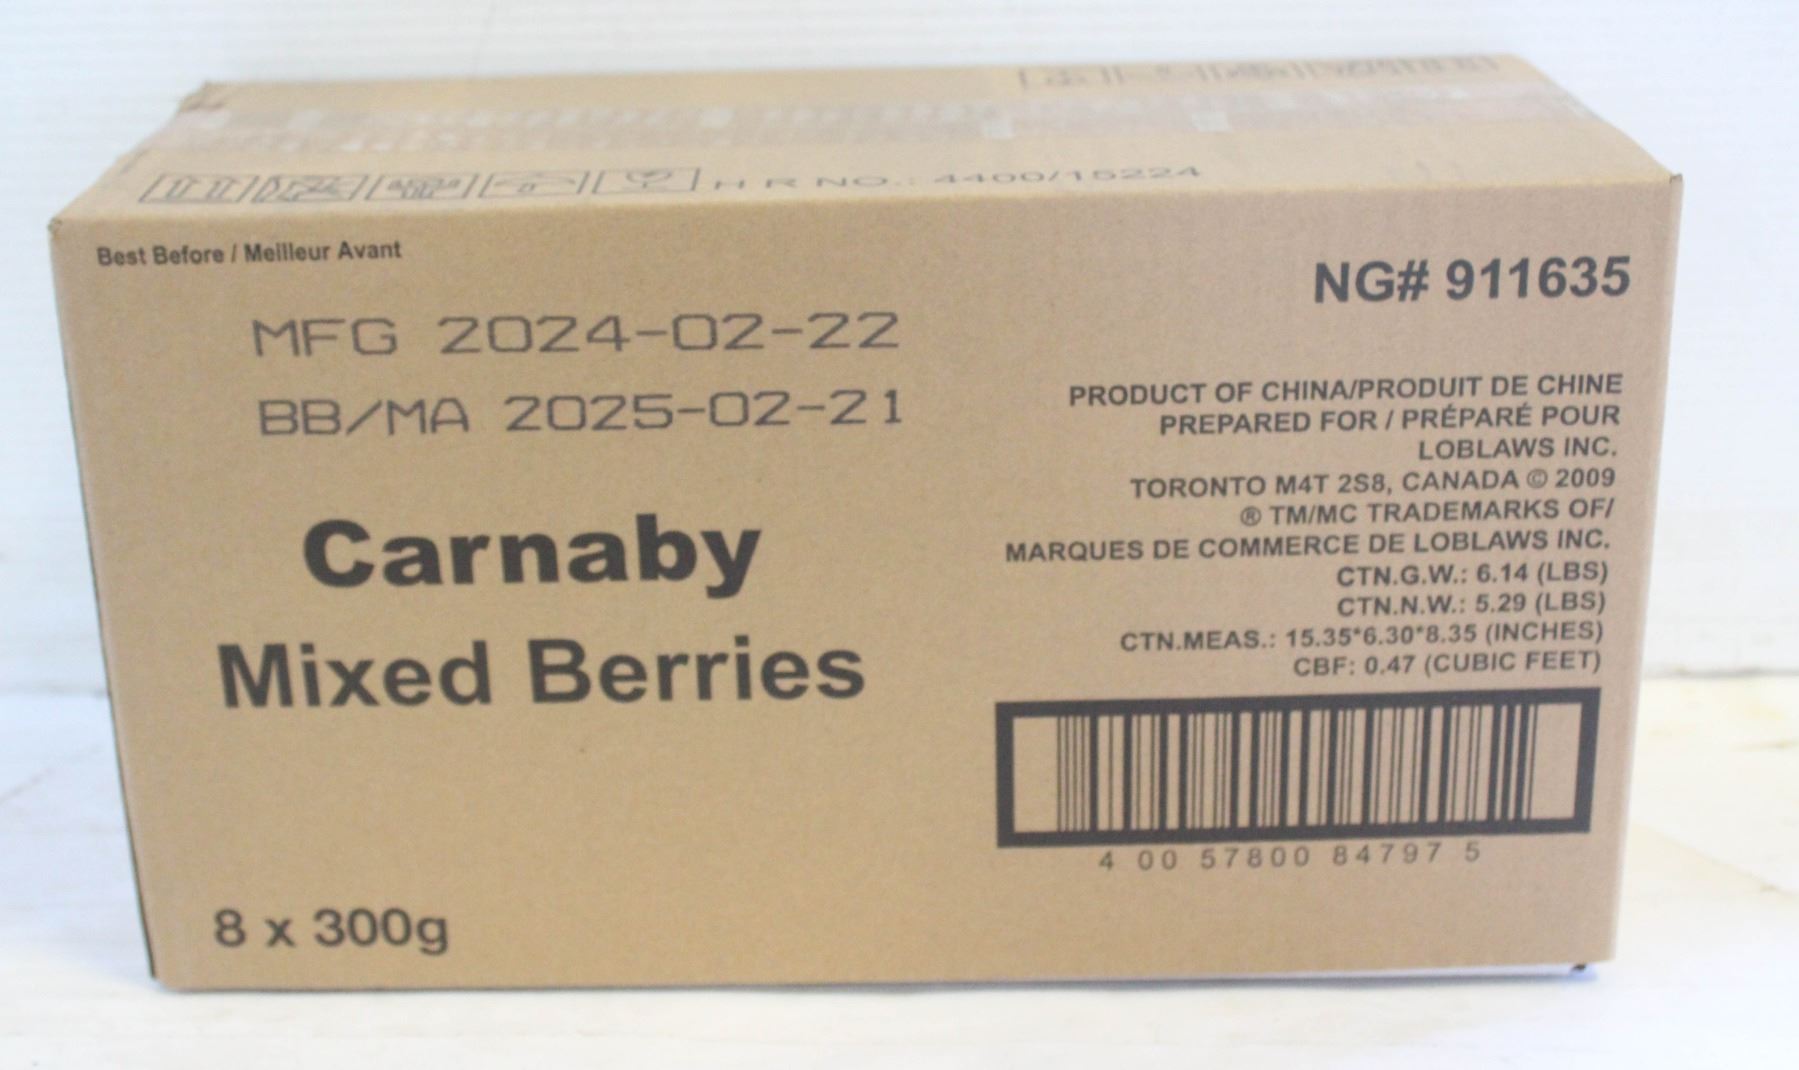 H R NO.: 4400/15224
Best Before / Meilleur Avant
MFG 2024-02-22
BB/MA 2025-02-21
Carnaby
Mixed Berries
8 x 300g
NG# 911635
PRODUCT OF CHINA/PRODUIT DE CHINE
PREPARED FOR / PRÉPARÉ POUR
LOBLAWS INC.
TORONTO M4T 2S8, CANADA © 2009
® TM/MC TRADEMARKS OF/
MARQUES DE COMMERCE DE LOBLAWS INC.
CTN.G.W.: 6.14 (LBS)
CTN.N.W.: 5.29 (LBS)
CTN.MEAS.: 15.35*6.30*8.35 (INCHES)
CBF: 0.47 (CUBIC FEET)
4 00 57800 84797 5